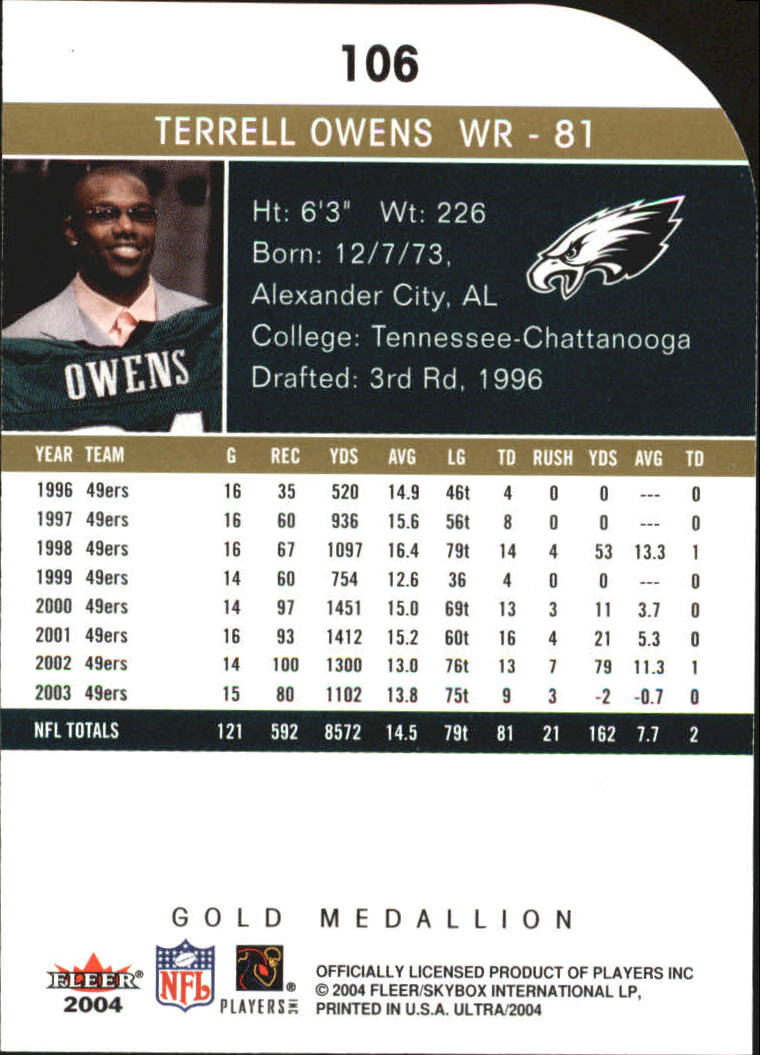 106
TERRELL OWENS WR - 81
Ht: 6'3" Wt: 226
Born: 12/7/73,
Alexander City, AL
College: Tennessee-Chattanooga
Drafted: 3rd Rd, 1996
OWENS
YEAR TEAM G REC YDS AVG LG TD RUSH YDS AVG TD
1996 49ers 16 35 520 14.9 46t 4 0 0 --- 0
1997 49ers 16 60 936 15.6 56t 8 0 0 --- 0
1998 49ers 16 67 1097 16.4 79t 14 4 53 13.3 1
1999 49ers 14 60 754 12.6 36 4 0 0 --- 0
2000 49ers 14 97 1451 15.0 69t 13 3 11 3.7 0
2001 49ers 16 93 1412 15.2 60t 16 4 21 5.3 0
2002 49ers 14 100 1300 13.0 76t 13 7 79 11.3 1
2003 49ers 15 80 1102 13.8 75t 9 3 -2 -0.7 0
NFL TOTALS 121 592 8572 14.5 79t 81 21 162 7.7 2
GOLD MEDALLION
FLEER®
2004
NFL
®
PLAYERS INC
OFFICIALLY LICENSED PRODUCT OF PLAYERS INC
© 2004 FLEER/SKYBOX INTERNATIONAL LP,
PRINTED IN U.S.A. ULTRA/2004